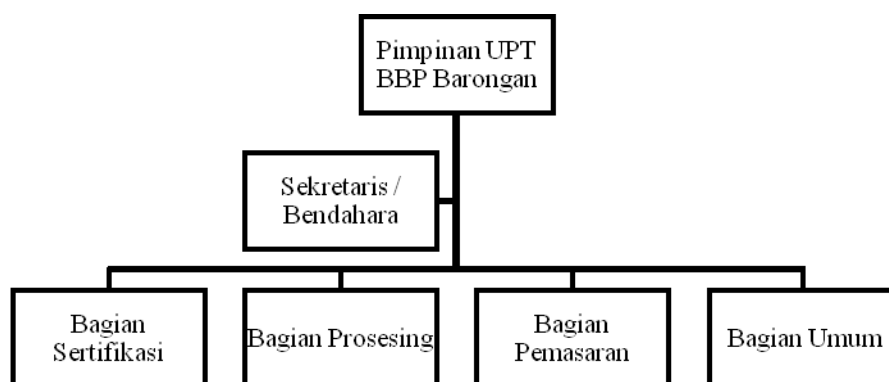 Pimpinan UPT
BBP Barongan
Sekretaris /
Bendahara
Bagian
Sertifikasi
Bagian Prosesing
Bagian
Pemasaran
Bagian Umum